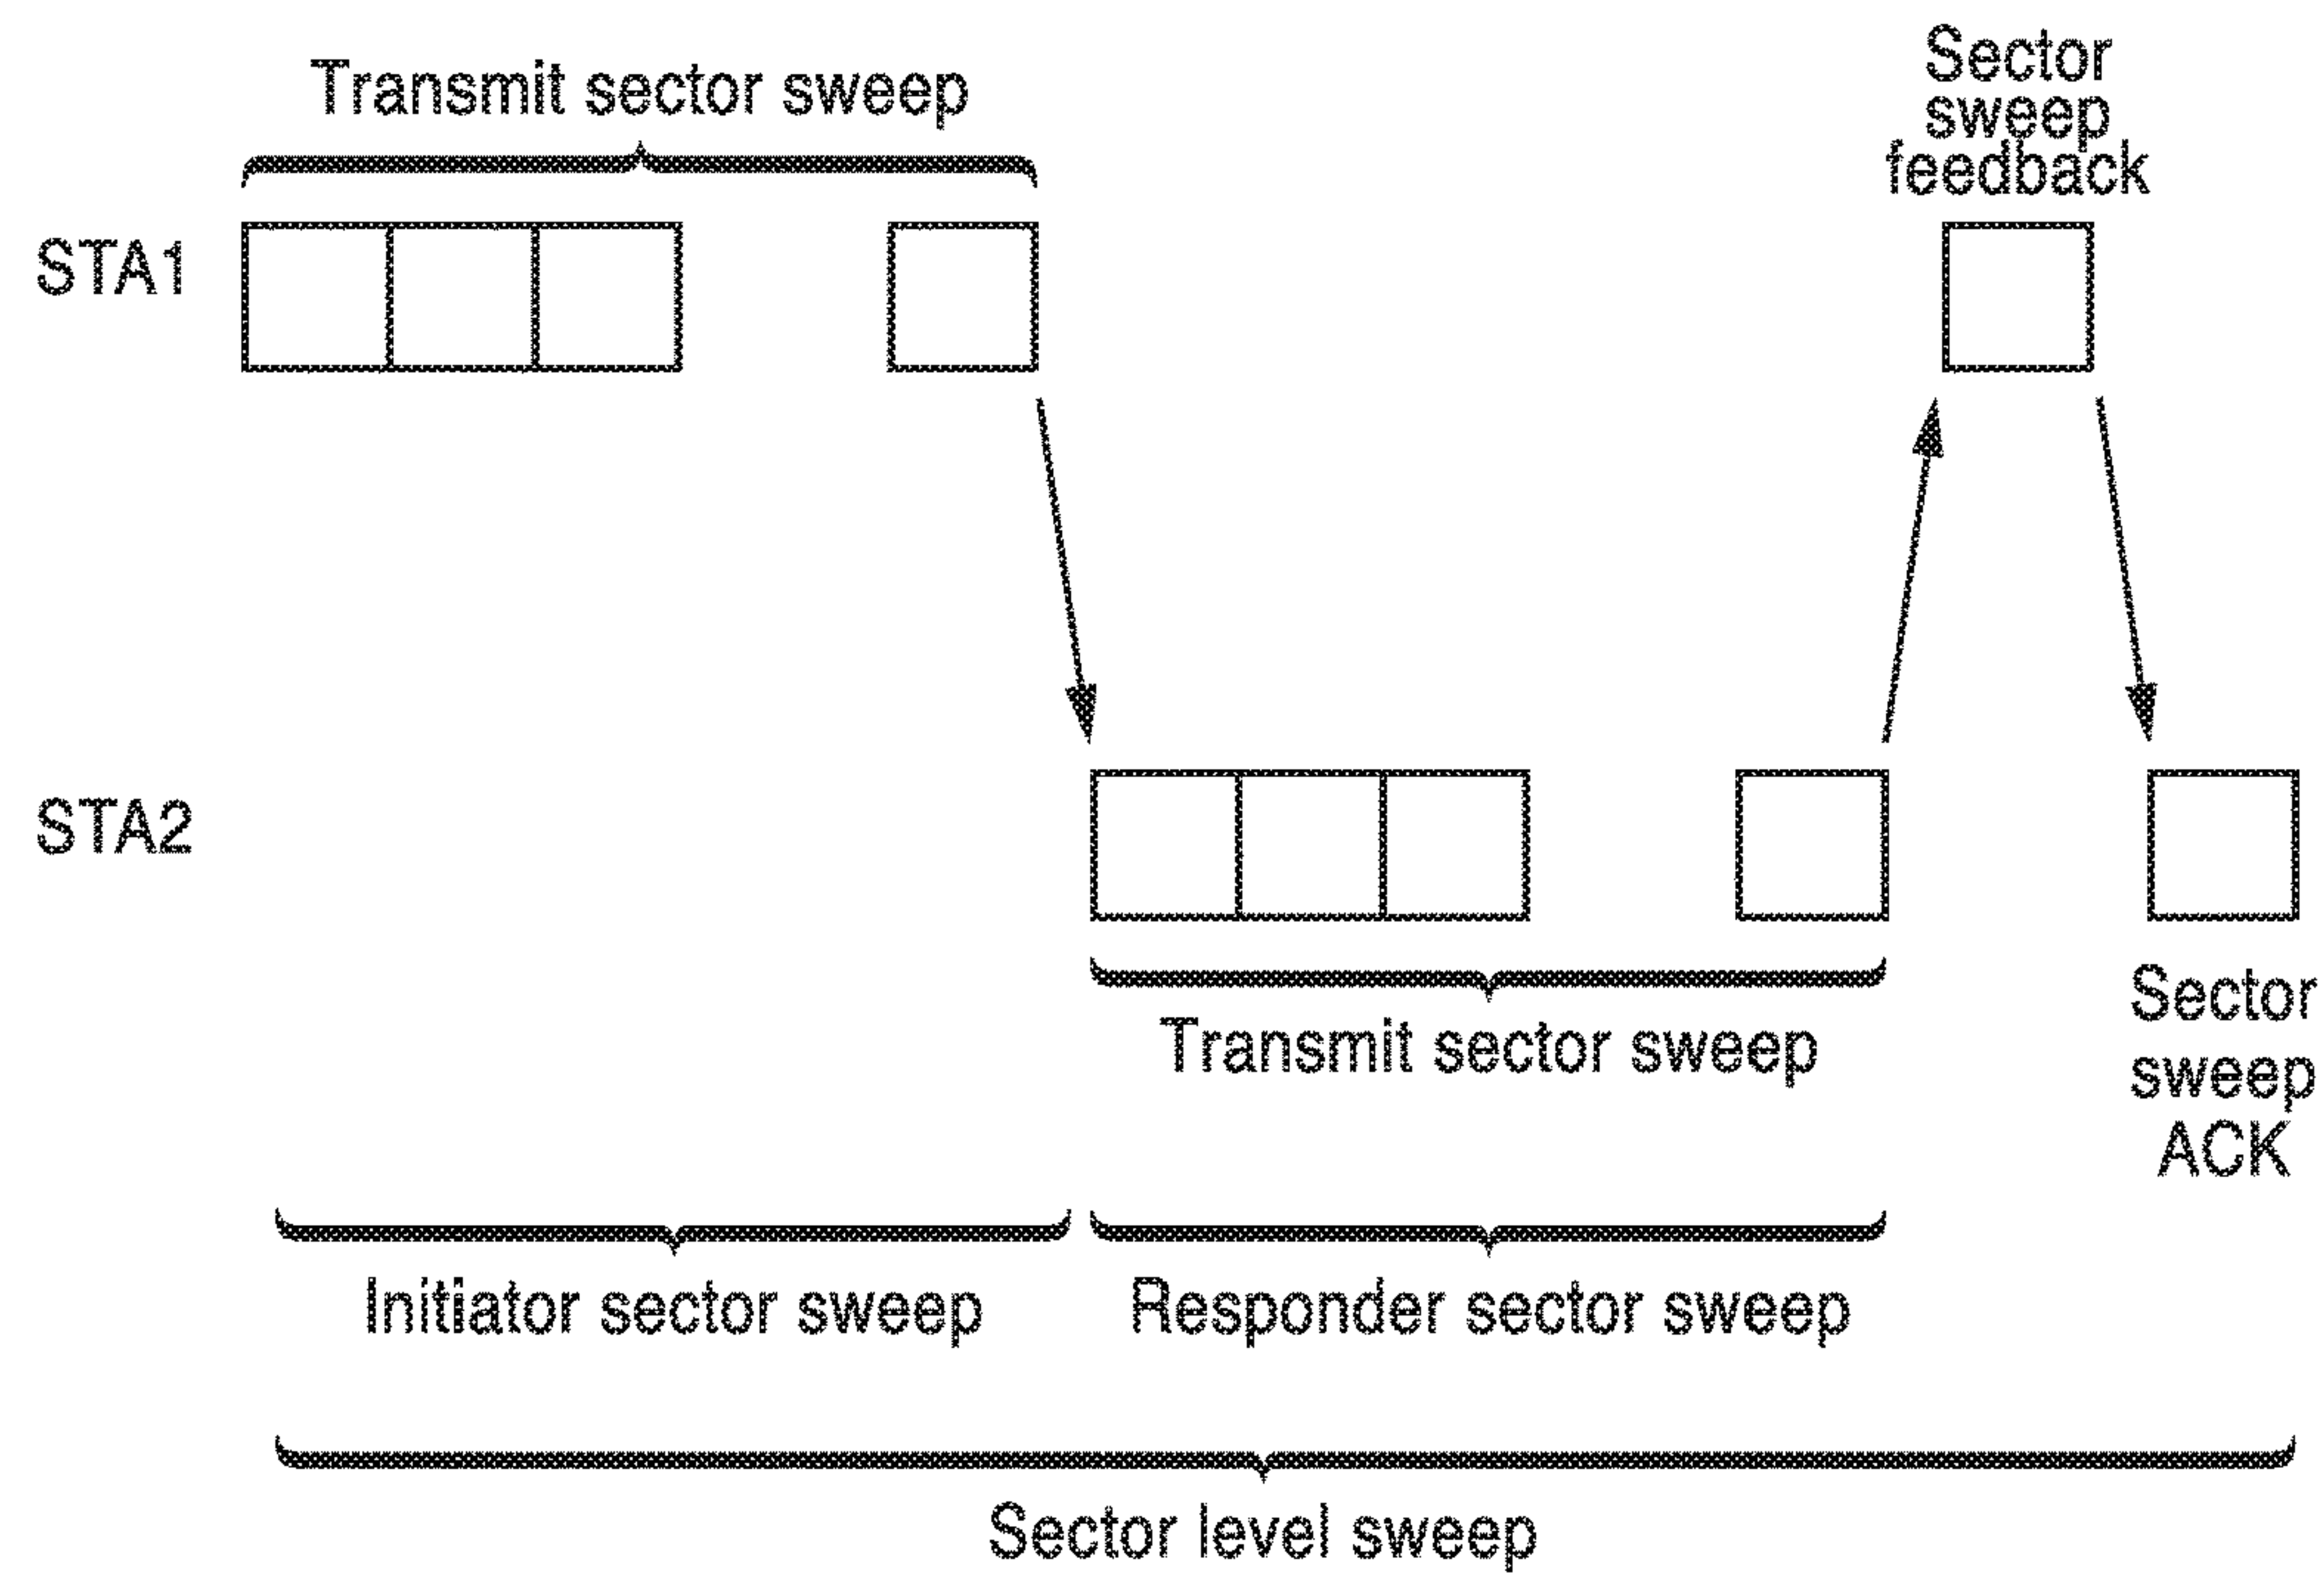 Transmit sector sweep
Sector
sweep
feedback
STA1
STA2
Transmit sector sweep
Sector
sweep
ACK
Initiator sector sweep
Responder sector sweep
Sector level sweep